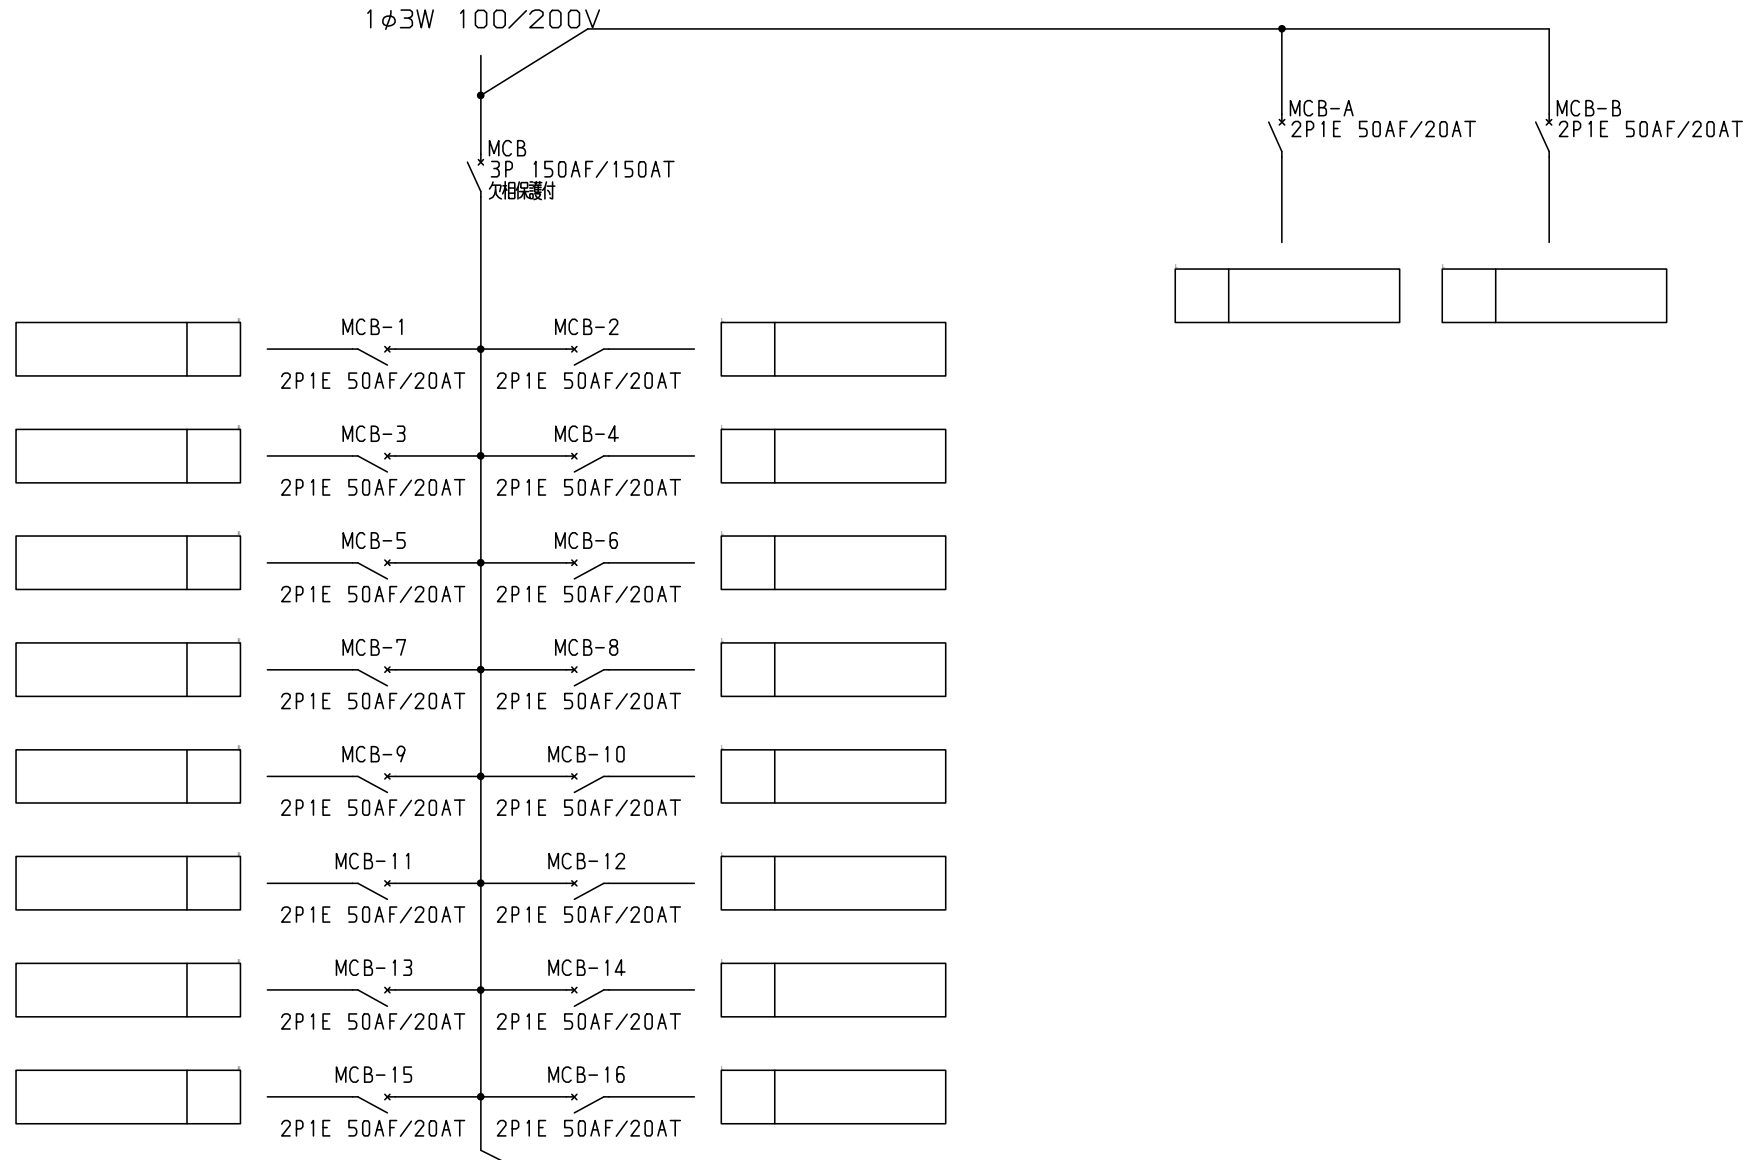 1φ3W 100/200V
MCB-A
2P1E 50AF/20AT
MCB-B
2P1E 50AF/20AT
MCB
3P 150AF/150AT
欠相保護付
MCB-1
2P1E 50AF/20AT
MCB-2
2P1E 50AF/20AT
MCB-3
2P1E 50AF/20AT
MCB-4
2P1E 50AF/20AT
MCB-5
2P1E 50AF/20AT
MCB-6
2P1E 50AF/20AT
MCB-7
2P1E 50AF/20AT
MCB-8
2P1E 50AF/20AT
MCB-9
2P1E 50AF/20AT
MCB-10
2P1E 50AF/20AT
MCB-11
2P1E 50AF/20AT
MCB-12
2P1E 50AF/20AT
MCB-13
2P1E 50AF/20AT
MCB-14
2P1E 50AF/20AT
MCB-15
2P1E 50AF/20AT
MCB-16
2P1E 50AF/20AT